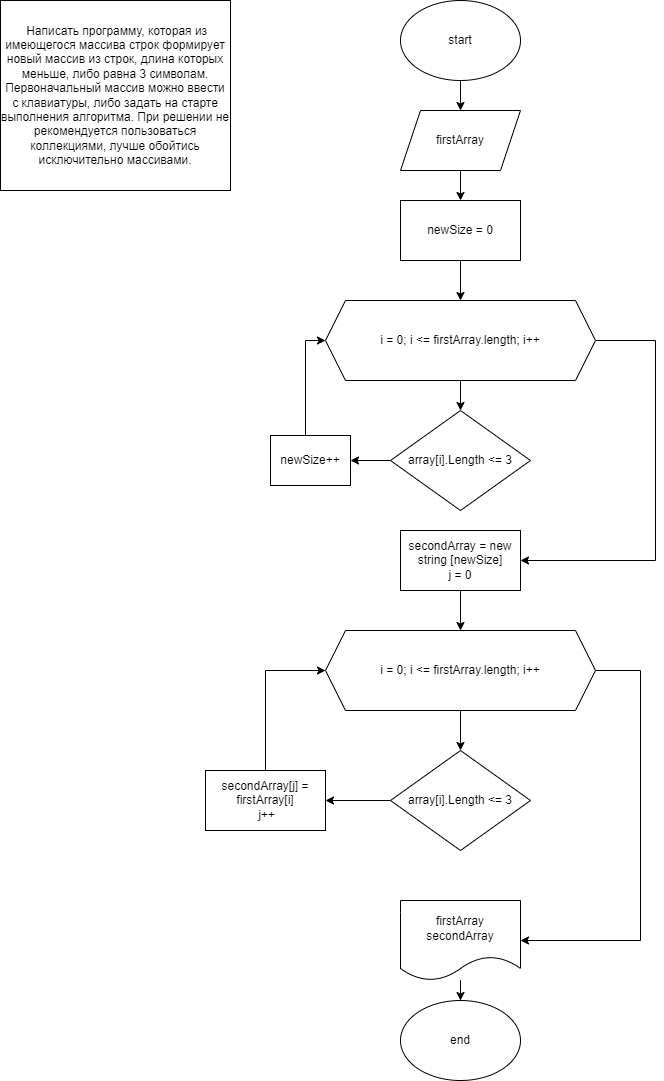 Написать программу, которая из
имеющегося массива строк формирует
новый массив из строк, длина которых
меньше, либо равна 3 символам.
Первоначальный массив можно ввести
с клавиатуры, либо задать на старте
выполнения алгоритма. При решении не
рекомендуется пользоваться
коллекциями, лучше обойтись
исключительно массивами.
start
firstArray
newSize = 0
i = 0; i <= firstArray.length; i++
array[i].Length <= 3
newSize++
secondArray = new
string [newSize]
j = 0
i = 0; i <= firstArray.length; i++
array[i].Length <= 3
secondArray[j] =
firstArray[i]
j++
firstArray
secondArray
end